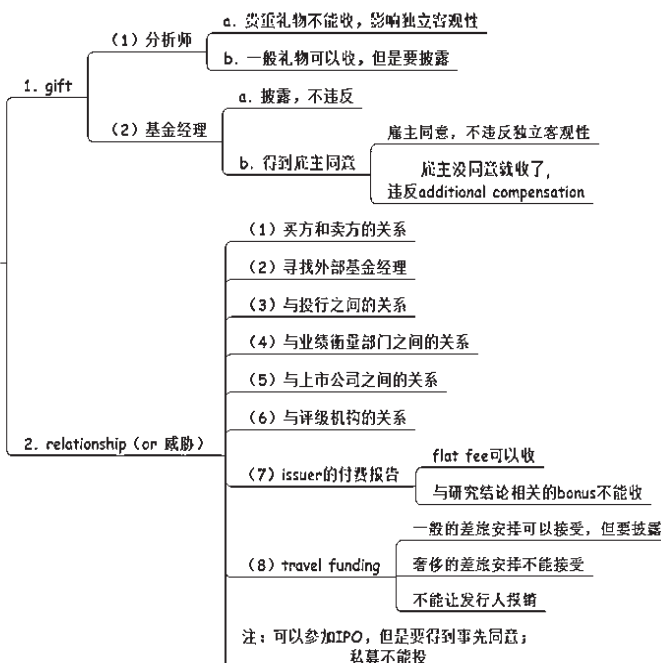 1. gift
（1）分析师
a. 贵重礼物不能收，影响独立客观性
b. 一般礼物可以收，但是要披露
（2）基金经理
a. 披露，不违反
b. 得到雇主同意
雇主同意，不违反独立客观性
雇主没同意就收了，
违反additional compensation
2. relationship（or 威胁）
（1）买方和卖方的关系
（2）寻找外部基金经理
（3）与投行之间的关系
（4）与业绩衡量部门之间的关系
（5）与上市公司之间的关系
（6）与评级机构的关系
（7）issuer的付费报告
flat fee可以收
与研究结论相关的bonus不能收
（8）travel funding
一般的差旅安排可以接受，但要披露
奢侈的差旅安排不能接受
不能让发行人报销
注：可以参加IPO，但是要得到事先同意；
私募不能投